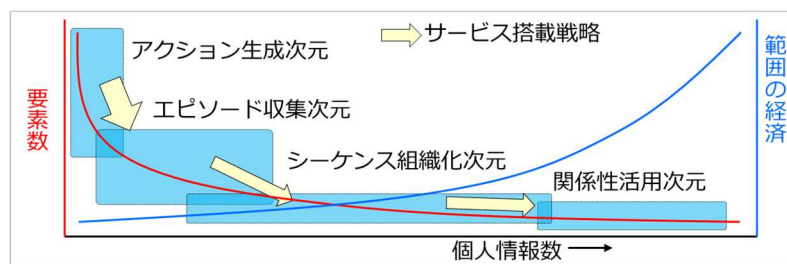 サービス搭載戦略
アクション生成次元
エピソード収集次元
シーケンス組織化次元
関係性活用次元
要素数
範囲の経済
個人情報数